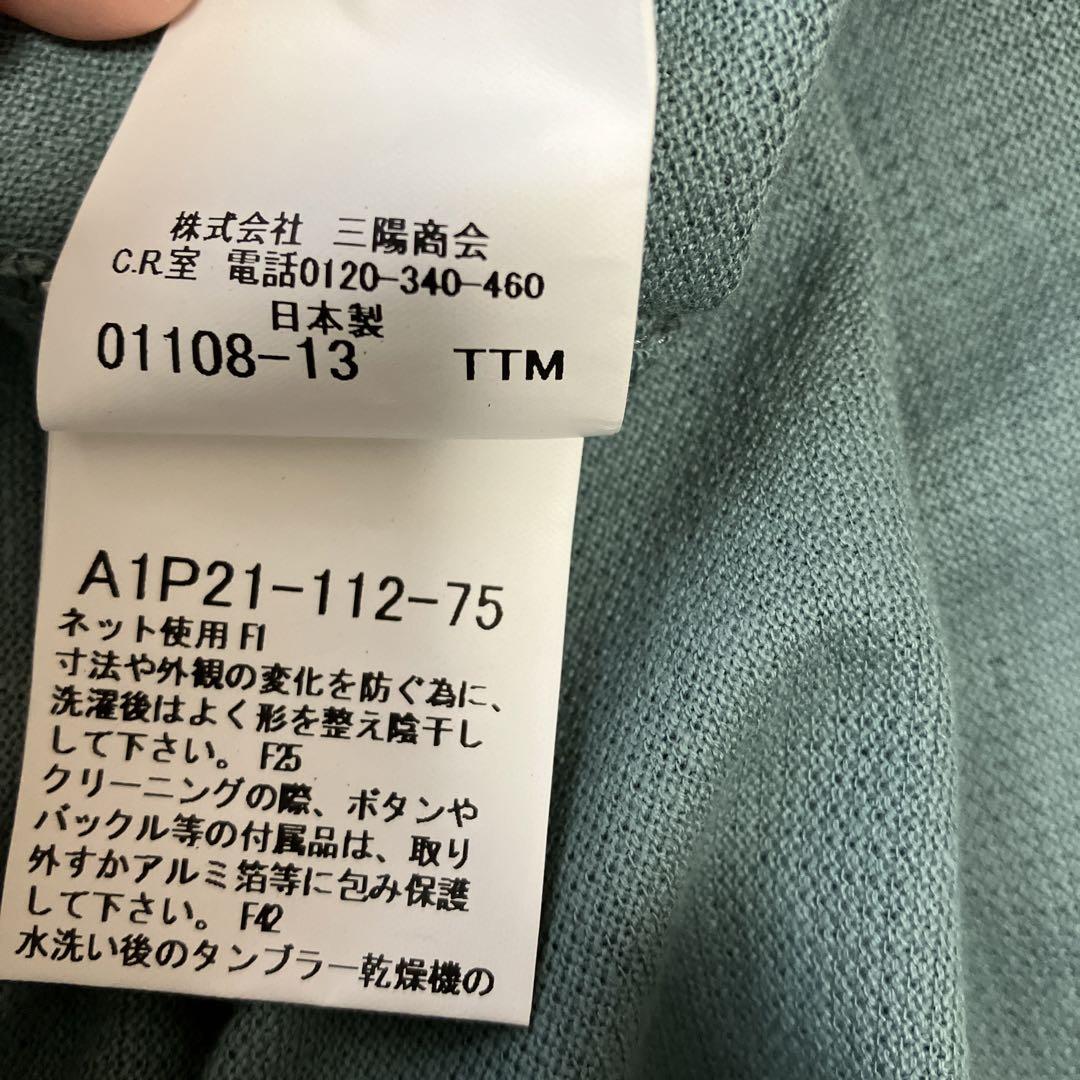 株式会社 三陽商会
C.R.室 電話0120-340-460
日本製
01108-13 TTM
A1P21-112-75
ネット使用 F1
寸法や外観の変化を防ぐ為に、
洗濯後はよく形を整え陰干し
して下さい。 F25
クリーニングの際、ボタンや
バックル等の付属品は、取り
外すかアルミ箔等に包み保護
して下さい。 F42
水洗い後のタンブラー乾燥機の